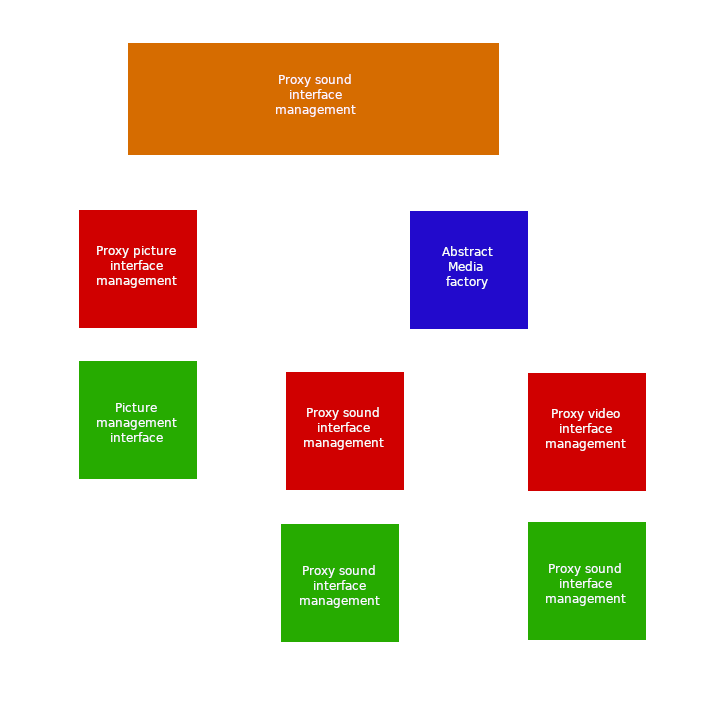 Proxy sound
interface
management
Proxy picture
interface
management
Abstract
Media
factory
Picture
management
interface
Proxy sound
interface
management
Proxy video
interface
management
Proxy sound
interface
management
Proxy sound
interface
management